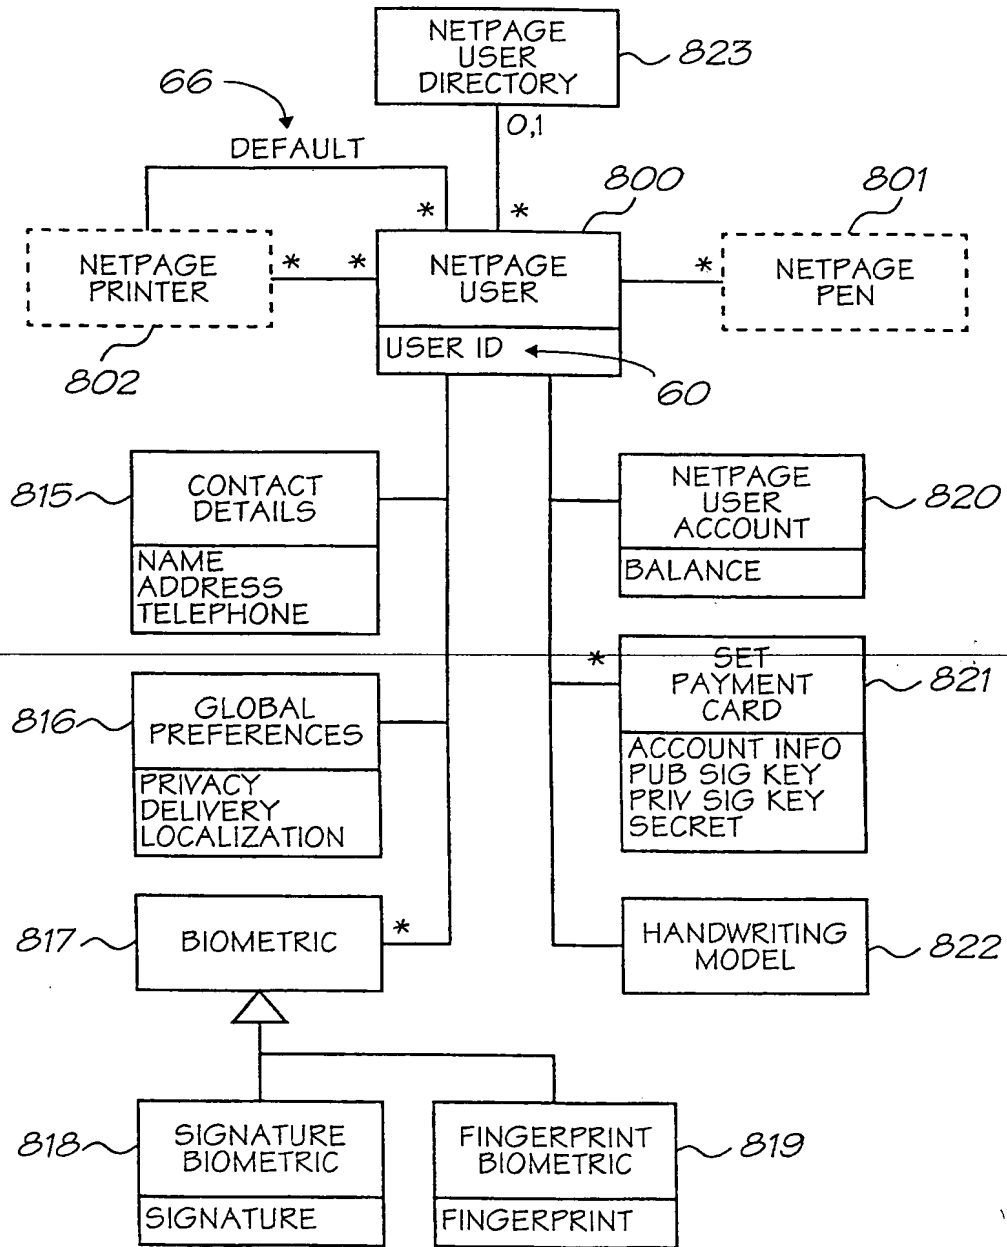 NETPAGE
USER
DIRECTORY
823
66
0,1
DEFAULT
800
801
*
*
NETPAGE
PRINTER
*
*
NETPAGE
USER
*
NETPAGE
PEN
USER ID
802
60
815
CONTACT
DETAILS
NAME
ADDRESS
TELEPHONE
NETPAGE
USER
ACCOUNT
820
BALANCE
816
GLOBAL
PREFERENCES
PRIVACY
DELIVERY
LOCALIZATION
*
SET
PAYMENT
CARD
821
ACCOUNT INFO
PUB SIG KEY
PRIV SIG KEY
SECRET
817
BIOMETRIC
*
HANDWRITING
MODEL
822
818
SIGNATURE
BIOMETRIC
SIGNATURE
FINGERPRINT
BIOMETRIC
819
FINGERPRINT